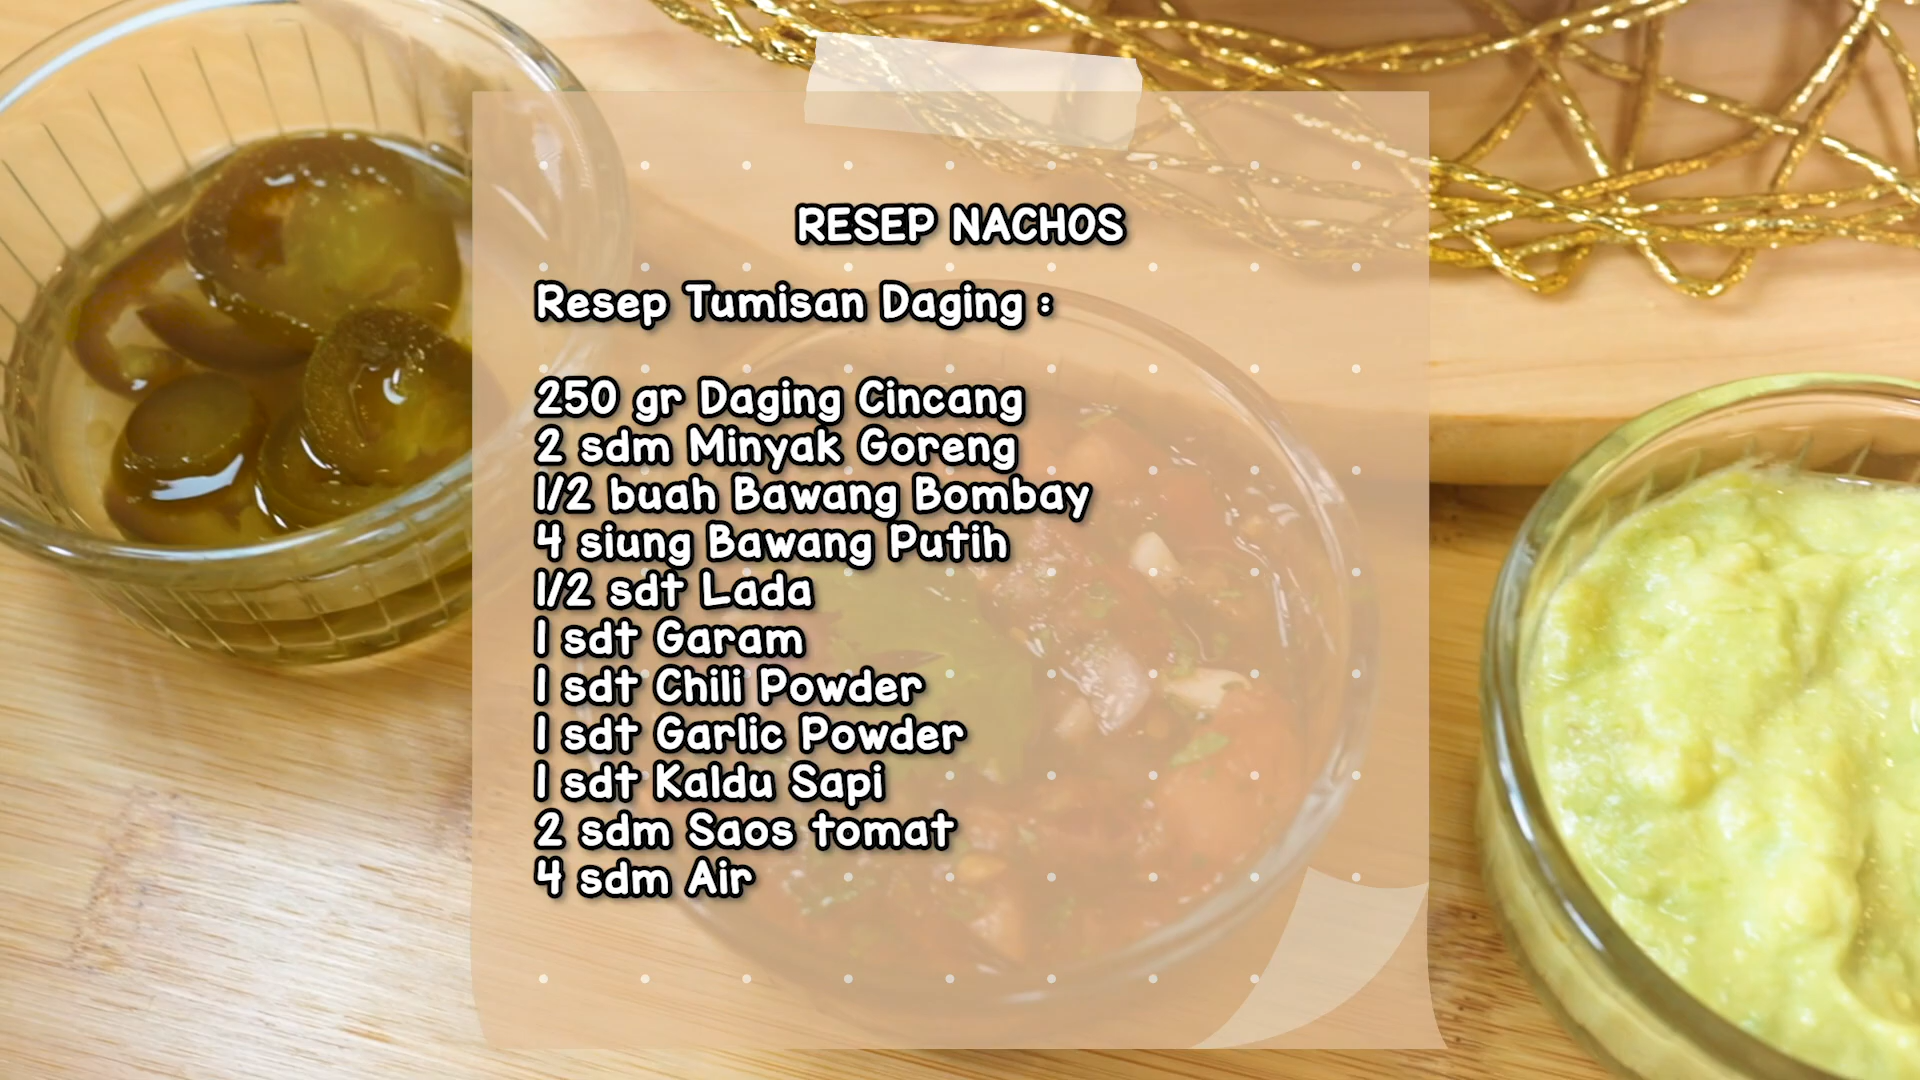 RESEP NACHOS
Resep Tumisan Daging :
250 gr Daging Cincang
2 sdm Minyak Goreng
1/2 buah Bawang Bombay
4 siung Bawang Putih
1/2 sdt Lada
1 sdt Garam
1 sdt Chili Powder
1 sdt Garlic Powder
1 sdt Kaldu Sapi
2 sdm Saos tomat
4 sdm Air